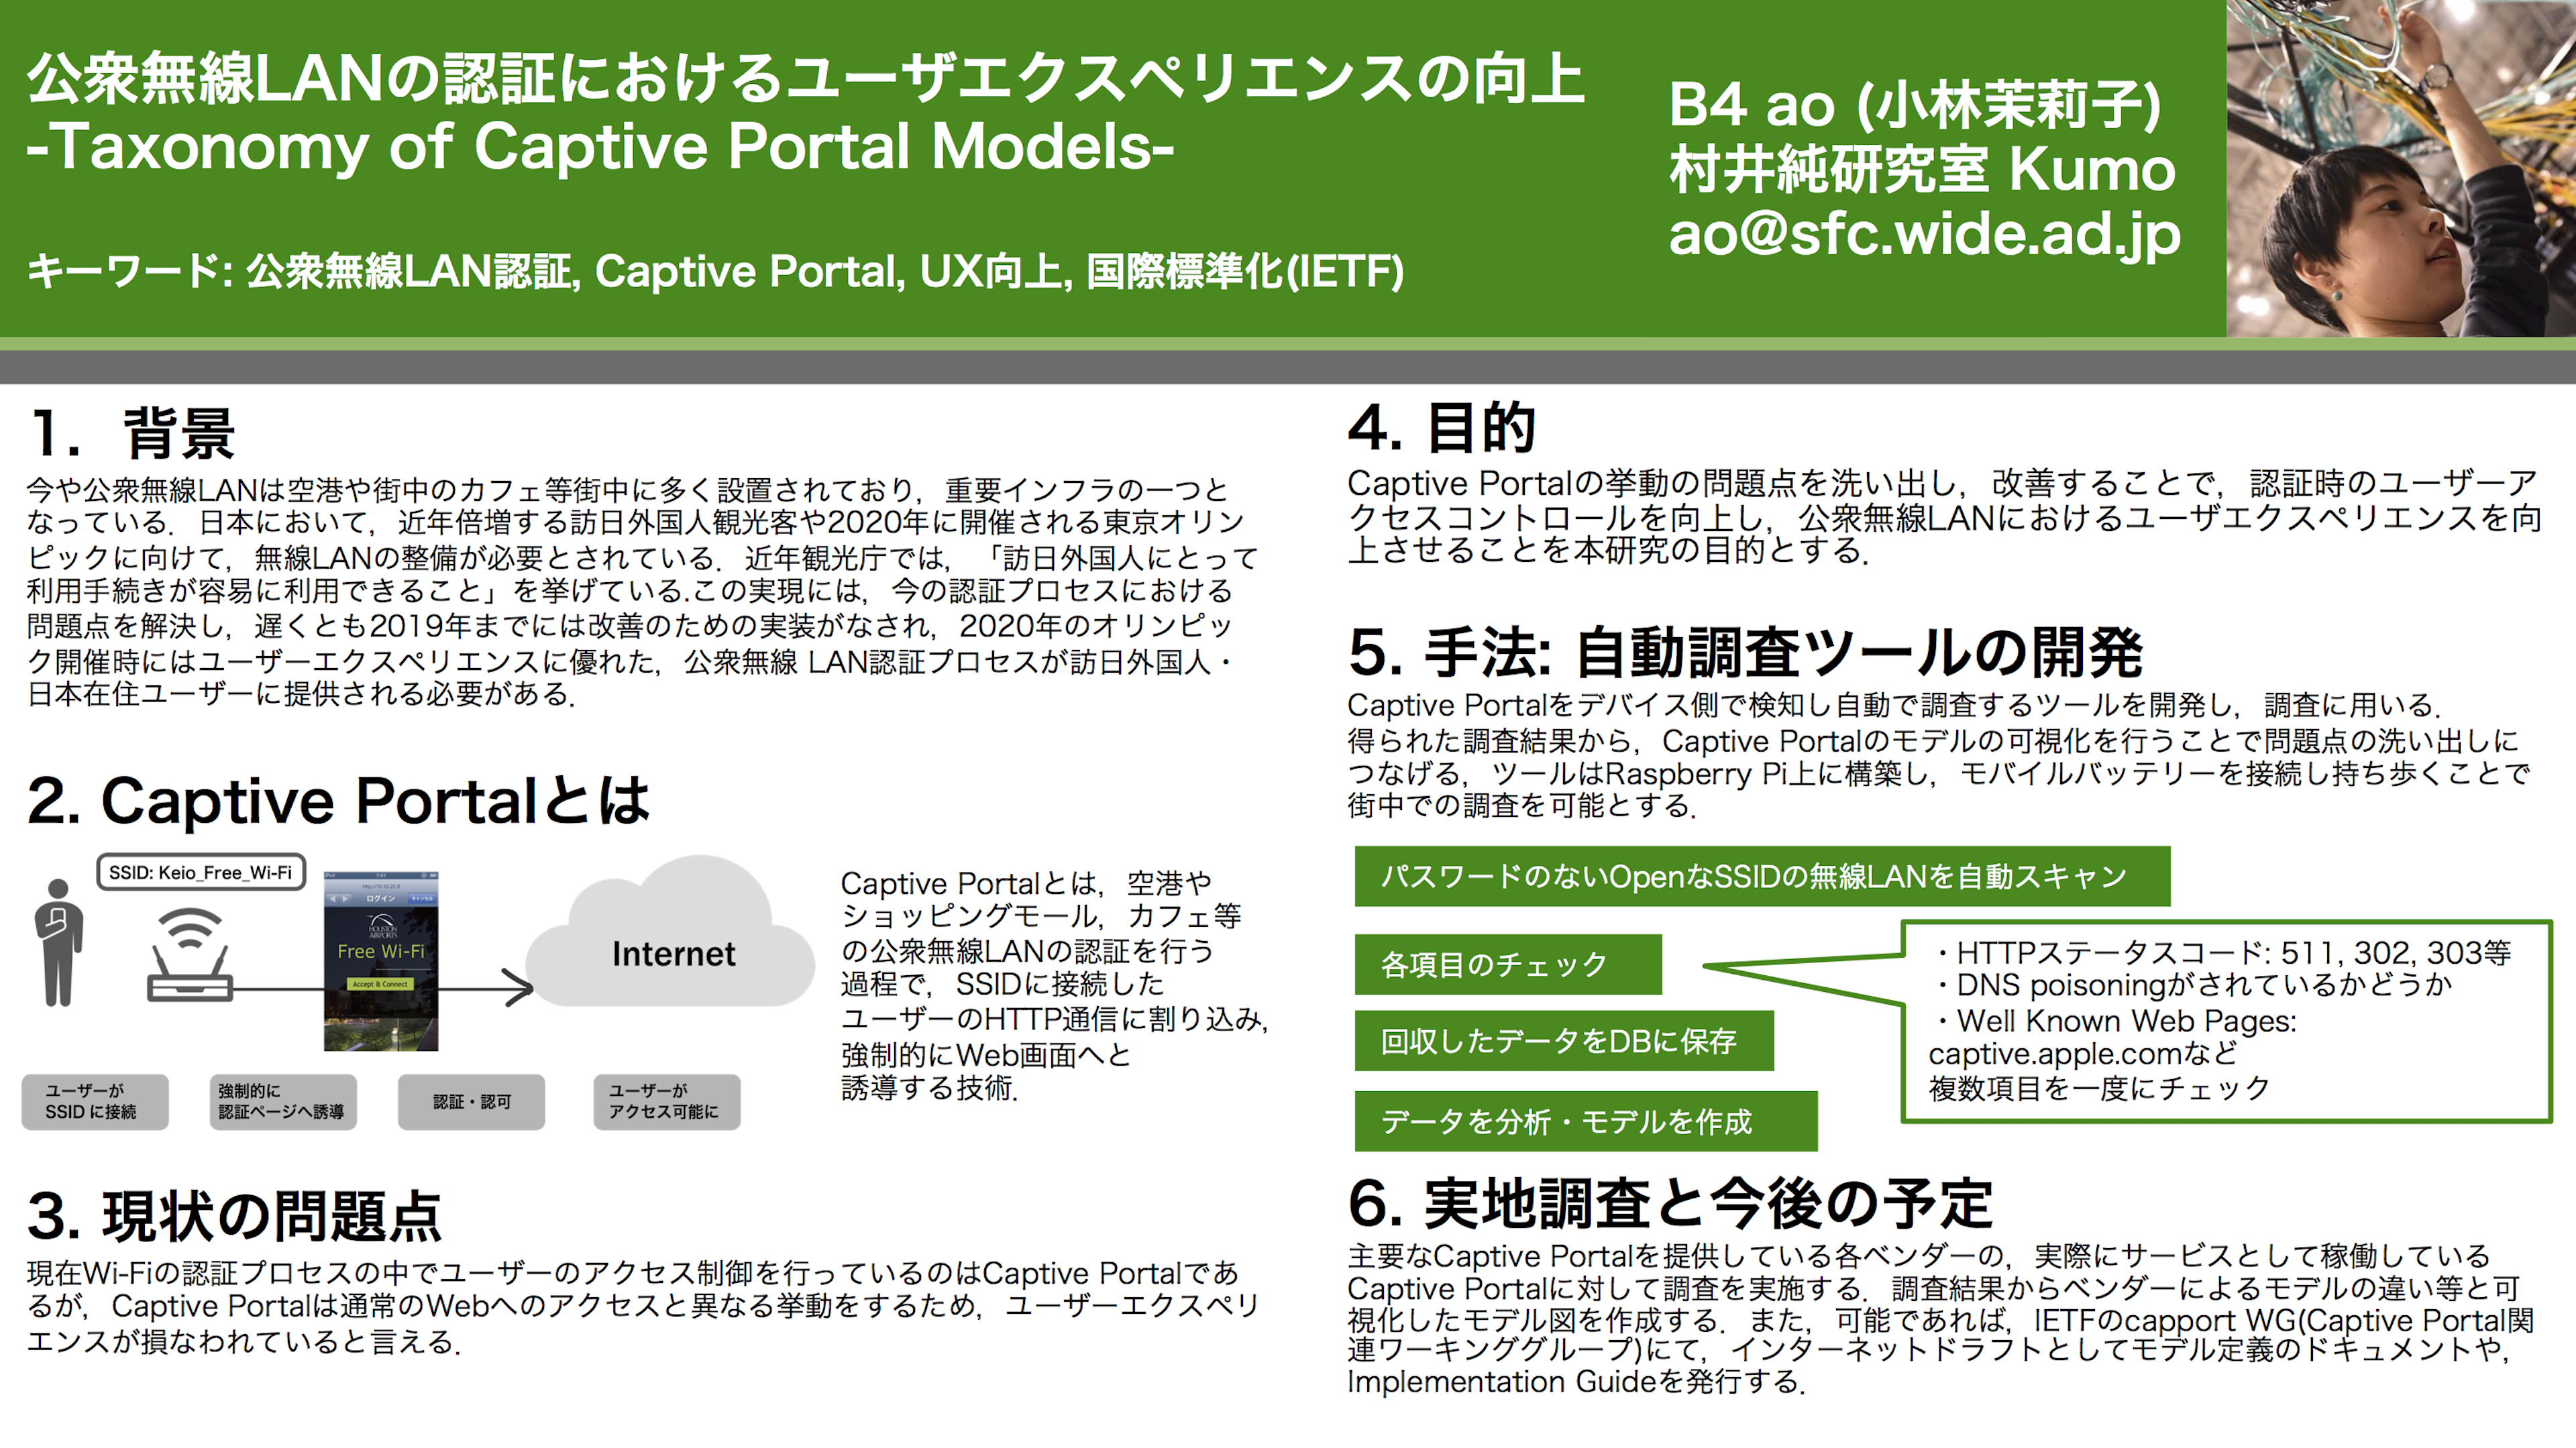 公衆無線LANの認証におけるユーザエクスペリエンスの向上
-Taxonomy of Captive Portal Models-
キーワード: 公衆無線LAN認証, Captive Portal, UX向上, 国際標準化(IETF)
B4 ao (小林茉莉子)
村井純研究室 Kumo
ao@sfc.wide.ad.jp
1. 背景
今や公衆無線LANは空港や街中のカフェ等街中に多く設置されており，重要インフラの一つと
なっている．日本において，近年倍増する訪日外国人観光客や2020年に開催される東京オリン
ピックに向けて，無線LANの整備が必要とされている．近年観光庁では，「訪日外国人にとって
利用手続きが容易に利用できること」を挙げている.この実現には，今の認証プロセスにおける
問題点を解決し，遅くとも2019年までには改善のための実装がなされ，2020年のオリンピッ
ク開催時にはユーザーエクスペリエンスに優れた，公衆無線 LAN認証プロセスが訪日外国人・
日本在住ユーザーに提供される必要がある．
2. Captive Portalとは
SSID: Keio_Free_Wi-Fi
iPod 7:41
http://10.10.22.8
ログイン
キャンセル
HOUSTON
AIRPORTS
Free Wi-Fi
Accept & Connect
Internet
ユーザーが
SSID に接続
強制的に
認証ページへ誘導
認証・認可
ユーザーが
アクセス可能に
Captive Portalとは，空港や
ショッピングモール，カフェ等
の公衆無線LANの認証を行う
過程で，SSIDに接続した
ユーザーのHTTP通信に割り込み，
強制的にWeb画面へと
誘導する技術．
3. 現状の問題点
現在Wi-Fiの認証プロセスの中でユーザーのアクセス制御を行っているのはCaptive Portalであ
るが，Captive Portalは通常のWebへのアクセスと異なる挙動をするため，ユーザーエクスペリ
エンスが損なわれていると言える．
4. 目的
Captive Portalの挙動の問題点を洗い出し，改善することで，認証時のユーザーア
クセスコントロールを向上し，公衆無線LANにおけるユーザエクスペリエンスを向
上させることを本研究の目的とする．
5. 手法: 自動調査ツールの開発
Captive Portalをデバイス側で検知し自動で調査するツールを開発し，調査に用いる．
得られた調査結果から，Captive Portalのモデルの可視化を行うことで問題点の洗い出しに
つなげる，ツールはRaspberry Pi上に構築し，モバイルバッテリーを接続し持ち歩くことで
街中での調査を可能とする．
パスワードのないOpenなSSIDの無線LANを自動スキャン
各項目のチェック
・HTTPステータスコード: 511, 302, 303等
・DNS poisoningがされているかどうか
・Well Known Web Pages:
captive.apple.comなど
複数項目を一度にチェック
回収したデータをDBに保存
データを分析・モデルを作成
6. 実地調査と今後の予定
主要なCaptive Portalを提供している各ベンダーの，実際にサービスとして稼働している
Captive Portalに対して調査を実施する．調査結果からベンダーによるモデルの違い等と可
視化したモデル図を作成する．また，可能であれば，IETFのcapport WG(Captive Portal関
連ワーキンググループ)にて，インターネットドラフトとしてモデル定義のドキュメントや，
Implementation Guideを発行する．